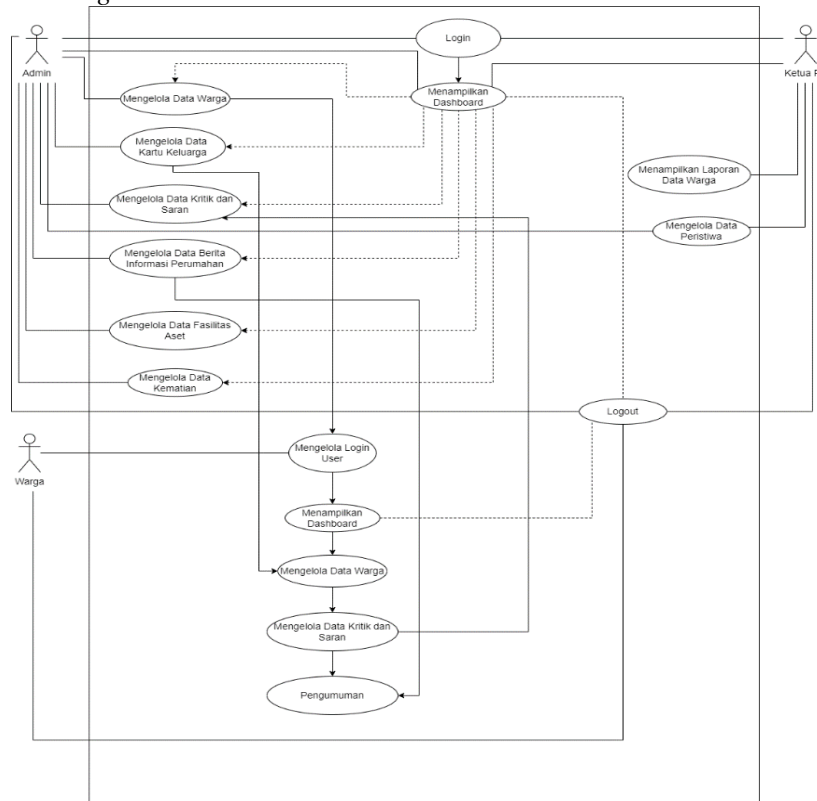 Login
Admin
Ketua
Menampilkan
Dashboard
Mengelola Data Warga
Mengelola Data
Kartu Keluarga
Menampilkan Laporan
Data Warga
Mengelola Data Kritik dan
Saran
Mengelola Data
Peristiwa
Mengelola Data Berita
Informasi Perumahan
Mengelola Data Fasilitas
Aset
Mengelola Data
Kematian
Logout
Mengelola Login
User
Warga
Menampilkan
Dashboard
Mengelola Data Warga
Mengelola Data Kritik dan
Saran
Pengumuman